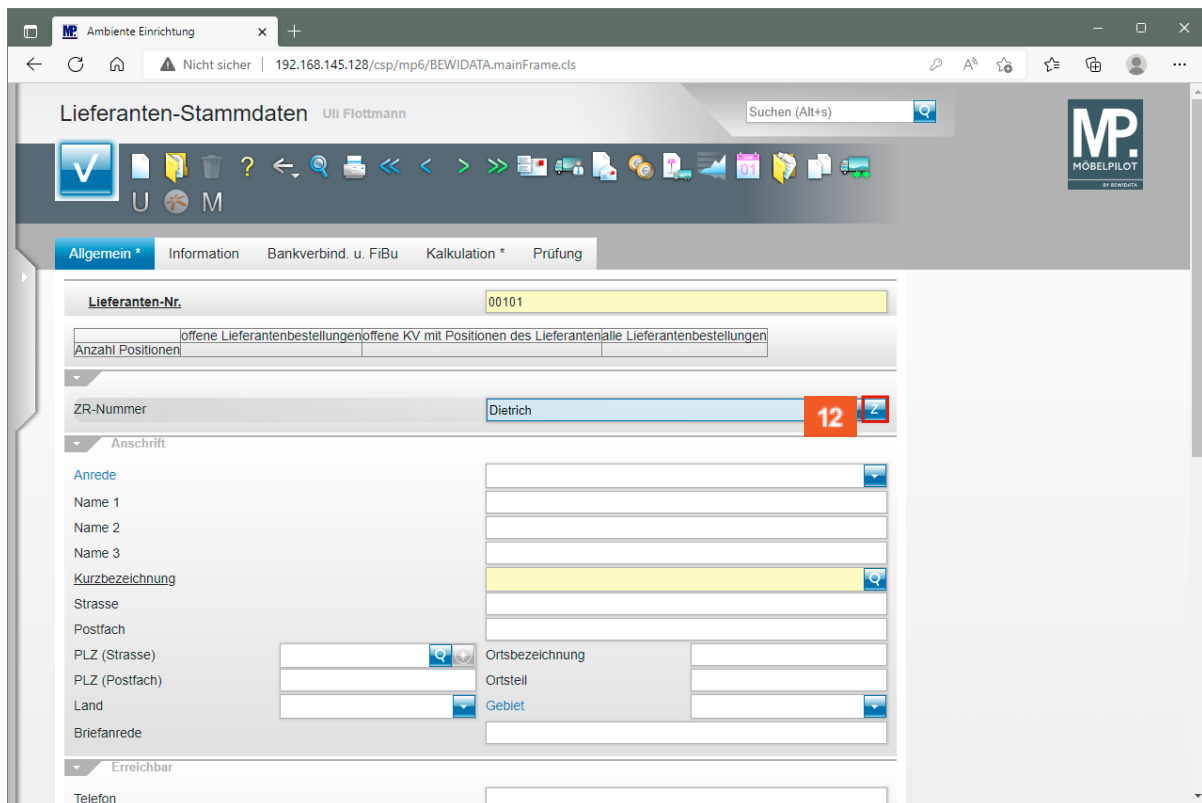 MP. Ambiente Einrichtung
Nicht sicher | 192.168.145.128/csp/mp6/BEWIDATA.mainFrame.cls
Lieferanten-Stammdaten Uli Flottmann
Suchen (Alt+s)
MP.
MÖBELPILOT
BY BEWIDATA
01
U M
Allgemein * Information Bankverbind. u. FiBu Kalkulation * Prüfung
Lieferanten-Nr. 00101
offene Lieferantenbestellungen offene KV mit Positionen des Lieferanten alle Lieferantenbestellungen
Anzahl Positionen
ZR-Nummer Dietrich 12 Z
Anschrift
Anrede
Name 1
Name 2
Name 3
Kurzbezeichnung
Strasse
Postfach
PLZ (Strasse) Ortsbezeichnung
PLZ (Postfach) Ortsteil
Land Gebiet
Briefanrede
Erreichbar
Telefon